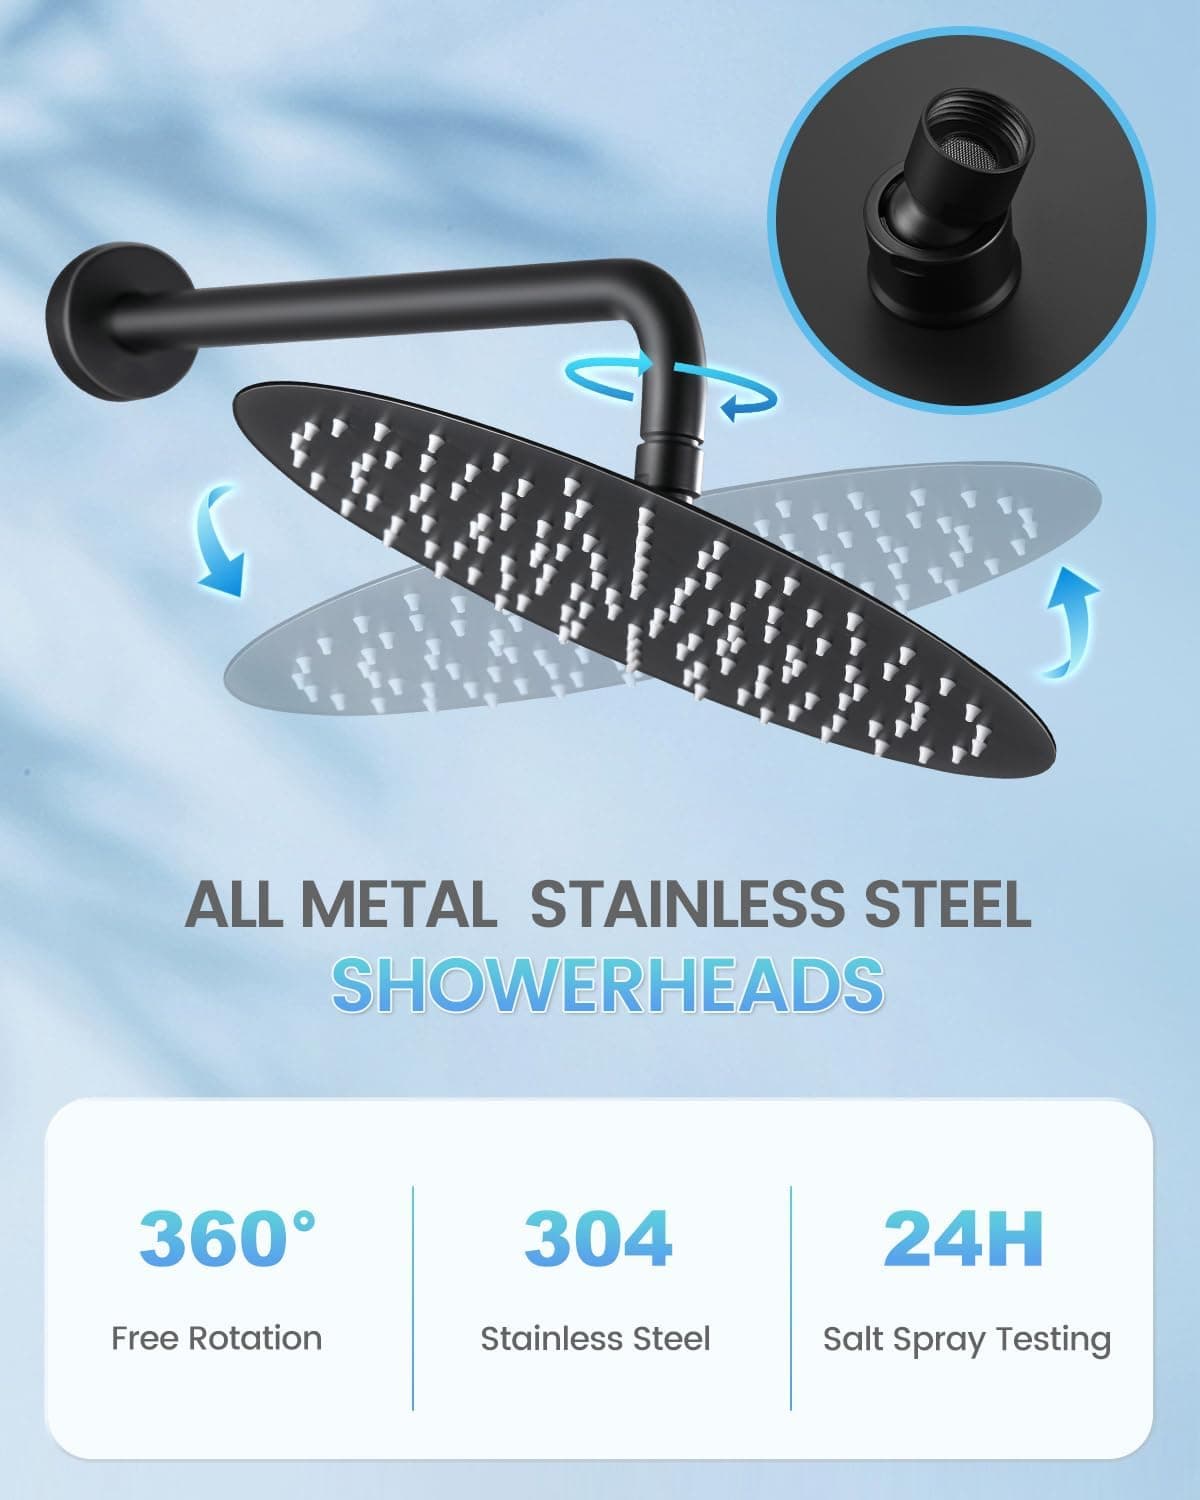 ALL METAL STAINLESS STEEL
SHOWERHEADS
360°
Free Rotation
304
Stainless Steel
24H
Salt Spray Testing